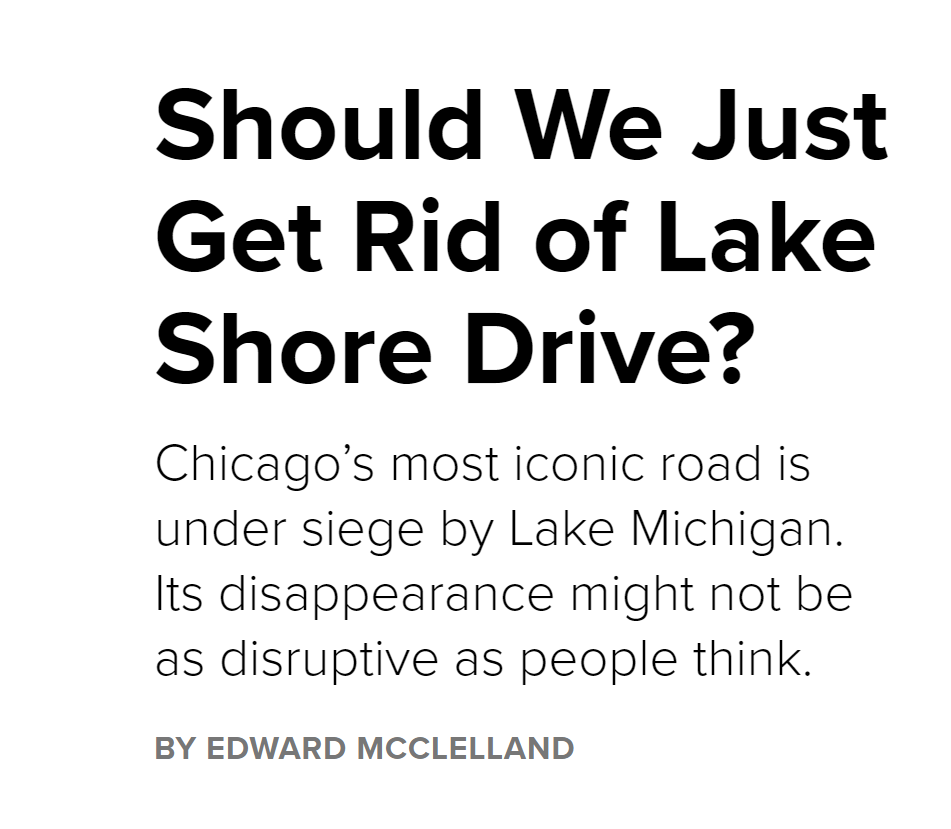 Should We Just
Get Rid of Lake
Shore Drive?
Chicago’s most iconic road is
under siege by Lake Michigan.
Its disappearance might not be
as disruptive as people think.
BY EDWARD MCCLELLAND